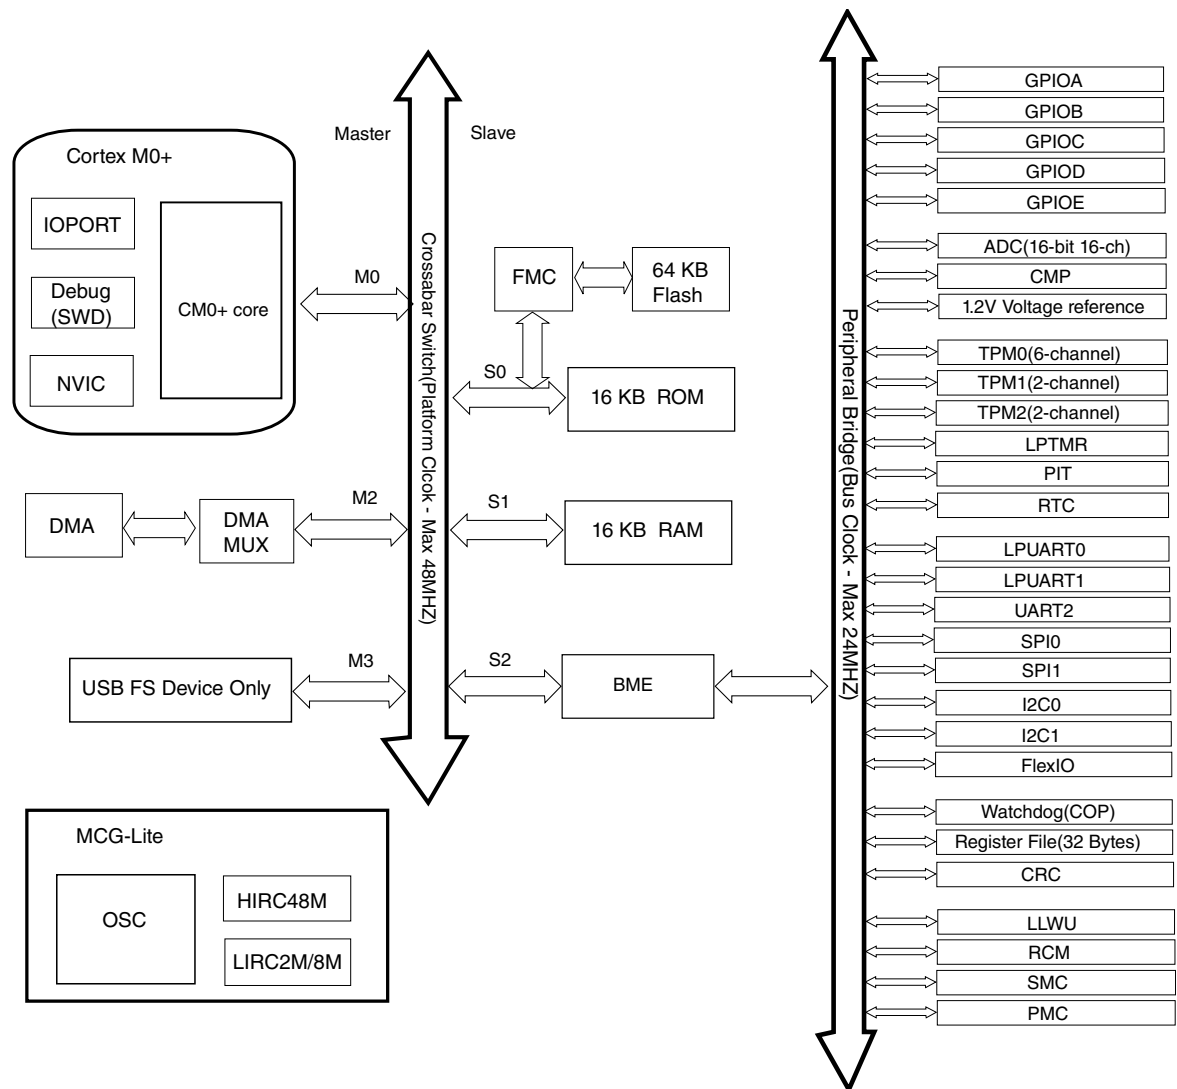 Master
Slave
Cortex M0+
IOPORT
Debug
(SWD)
NVIC
CM0+ core
M0
Crossabar Switch(Platform Clcok - Max 48MHZ)
FMC
64 KB
Flash
S0
16 KB ROM
DMA
DMA
MUX
M2
S1
16 KB RAM
USB FS Device Only
M3
S2
BME
MCG-Lite
OSC
HIRC48M
LIRC2M/8M
Peripheral Bridge(Bus Clock - Max 24MHZ)
GPIOA
GPIOB
GPIOC
GPIOD
GPIOE
ADC(16-bit 16-ch)
CMP
1.2V Voltage reference
TPM0(6-channel)
TPM1(2-channel)
TPM2(2-channel)
LPTMR
PIT
RTC
LPUART0
LPUART1
UART2
SPI0
SPI1
I2C0
I2C1
FlexIO
Watchdog(COP)
Register File(32 Bytes)
CRC
LLWU
RCM
SMC
PMC